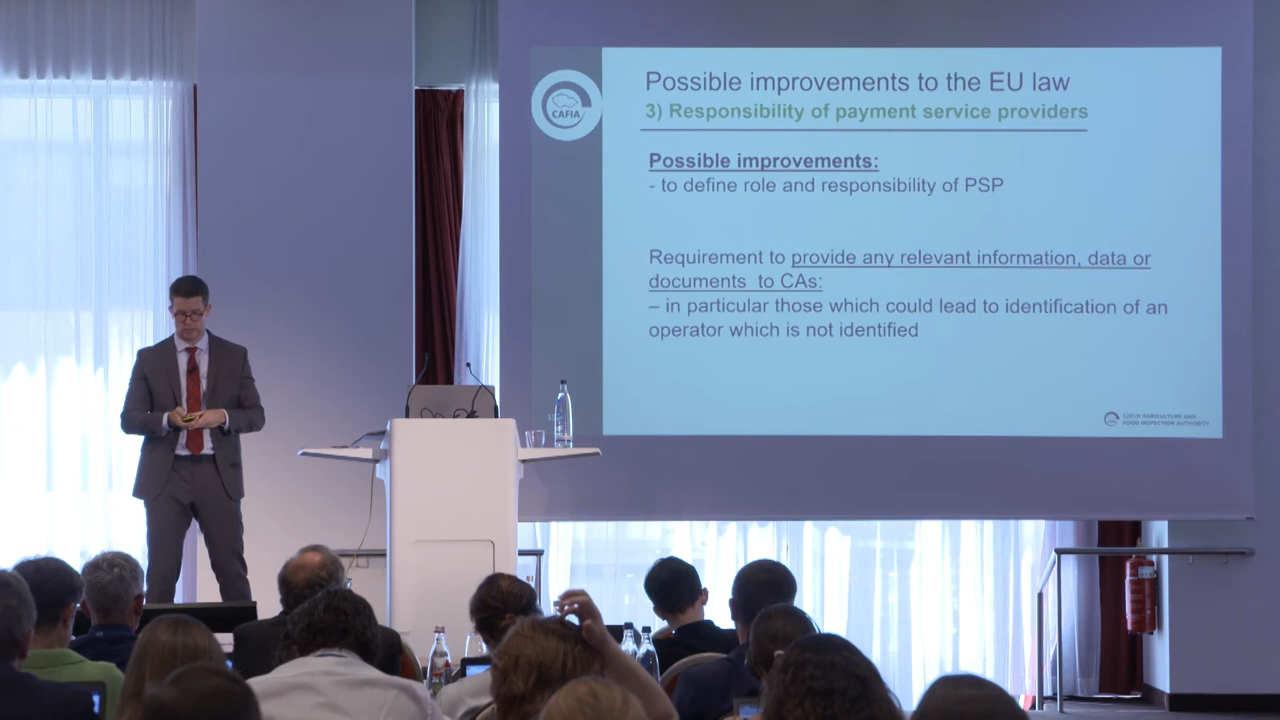 Possible improvements to the EU law
3) Responsibility of payment service providers
CAFIA
Possible improvements:
- to define role and responsibility of PSP
Requirement to provide any relevant information, data or
documents to CAs:
– in particular those which could lead to identification of an
operator which is not identified
CZECH AGRICULTURE AND
FOOD INSPECTION AUTHORITY